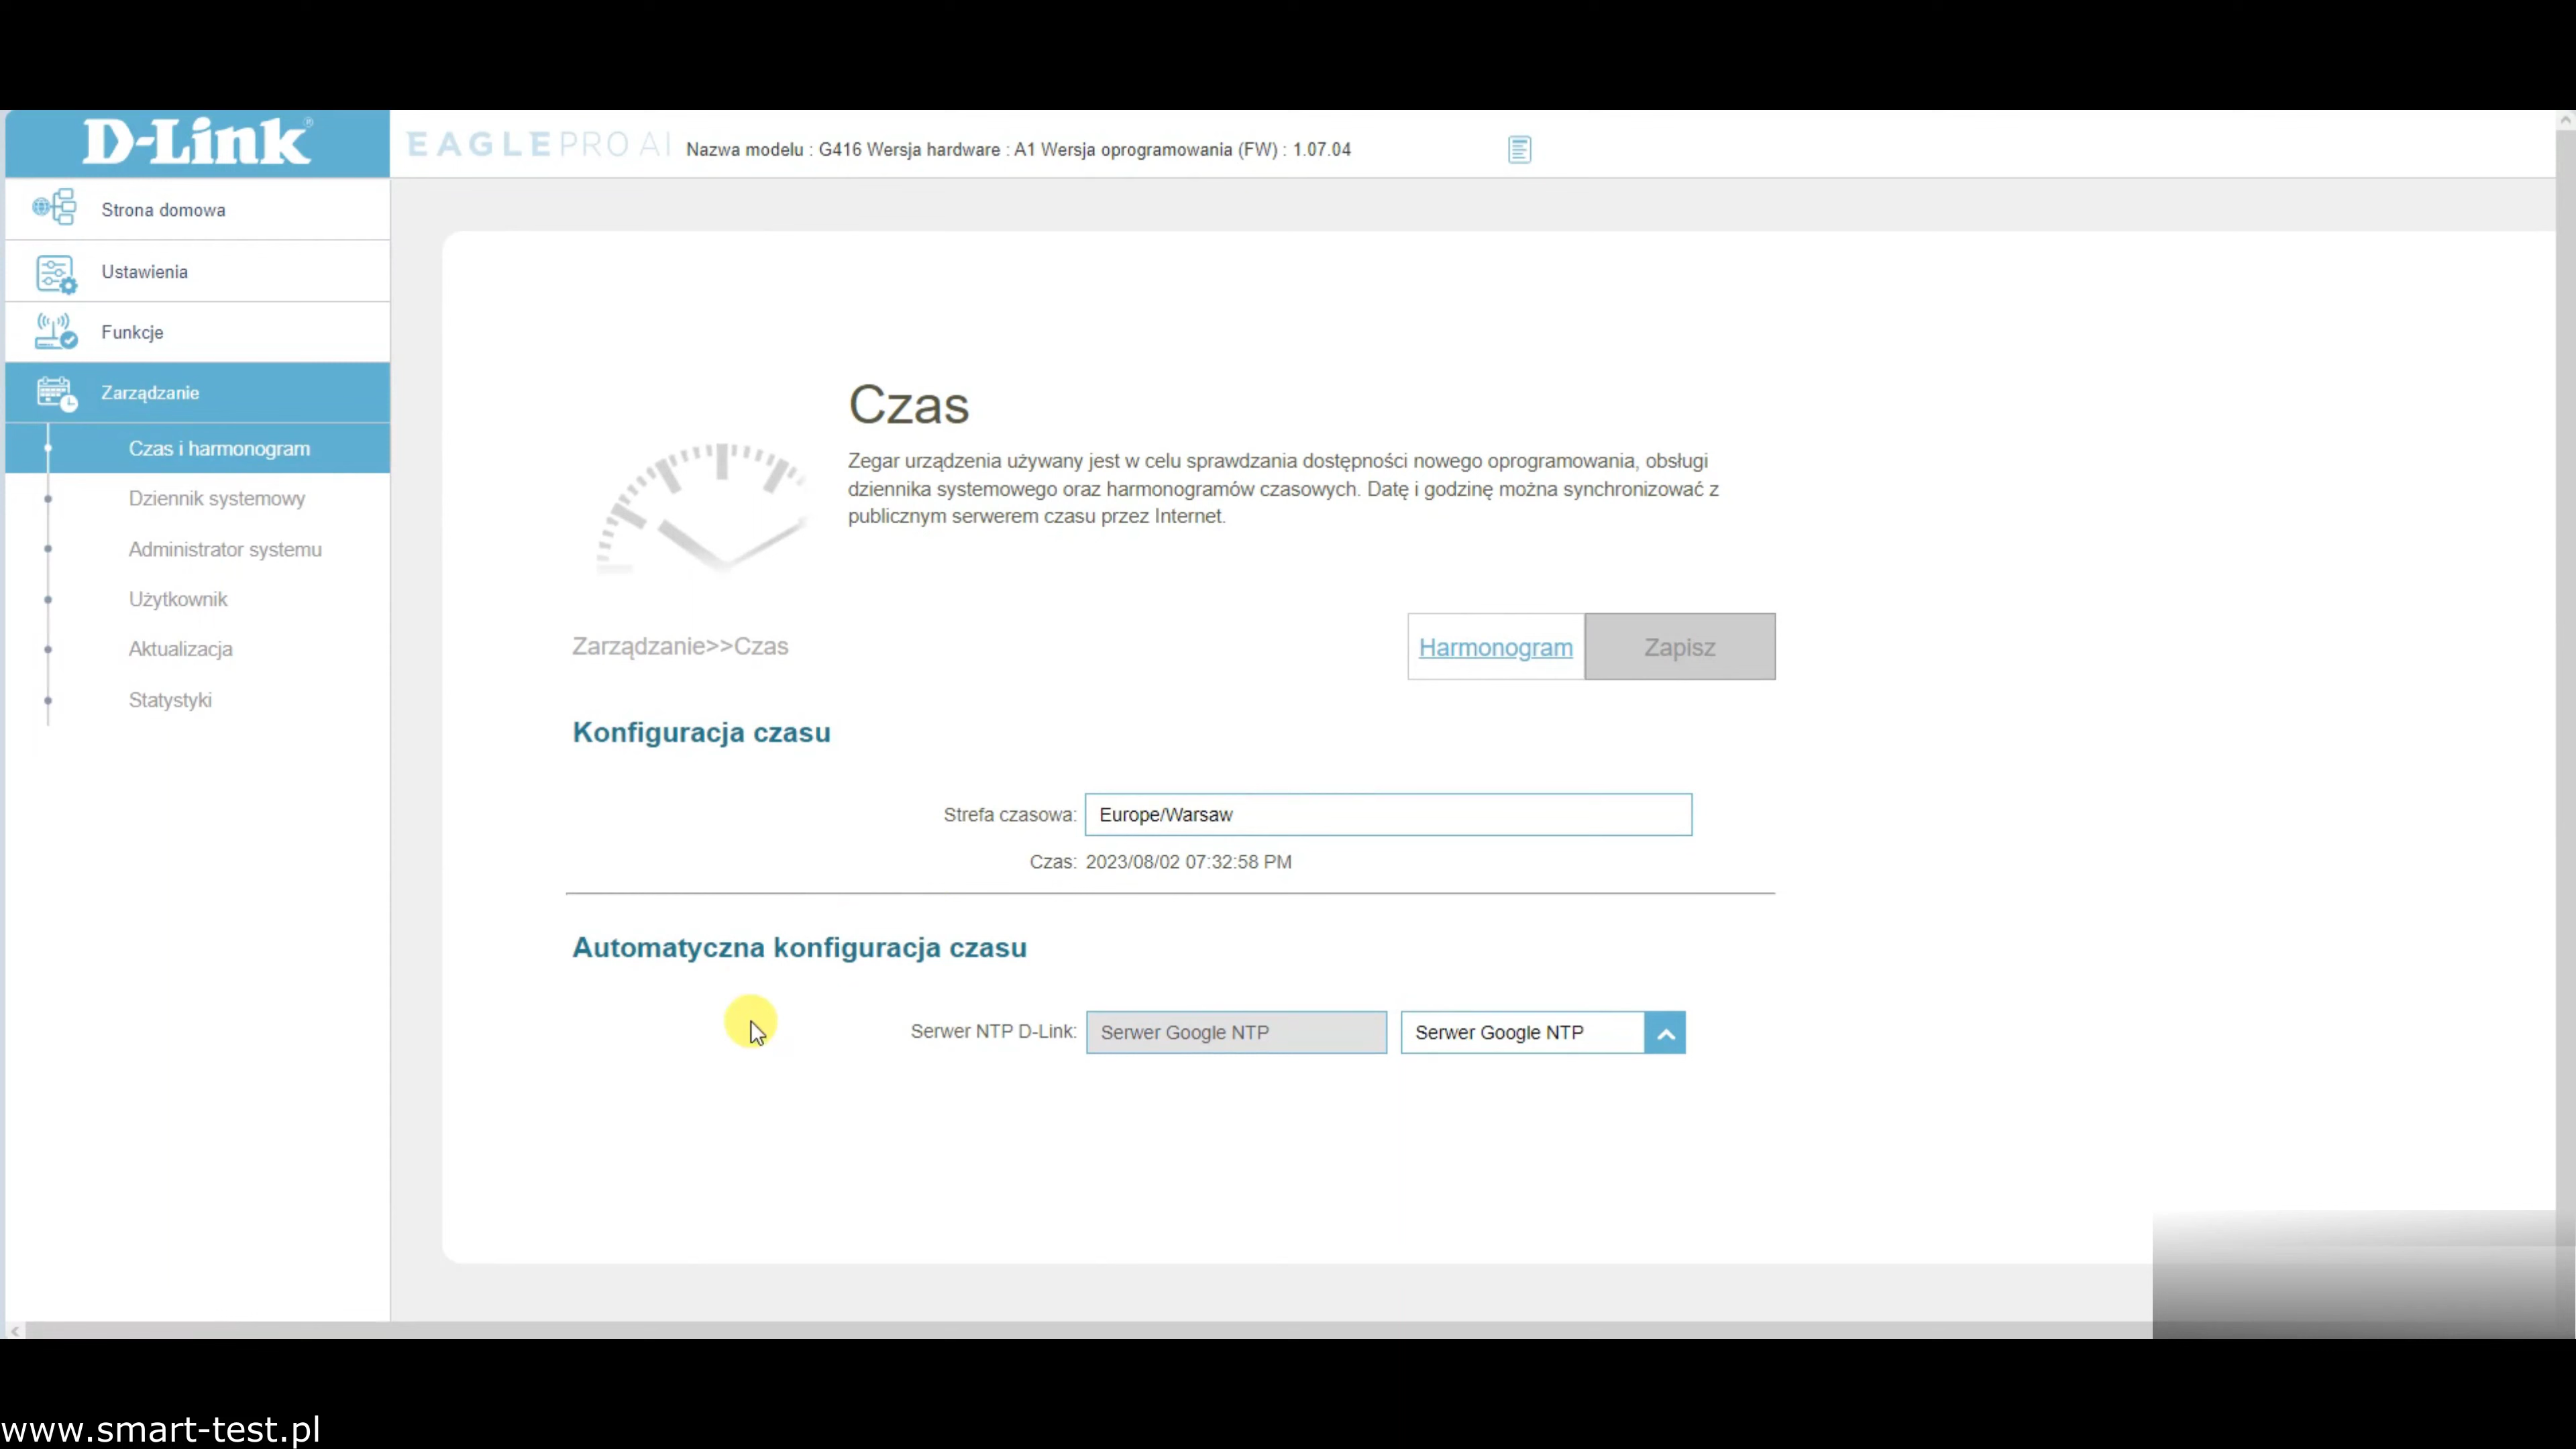 D-Link®
EAGLE PRO AI Nazwa modelu : G416 Wersja hardware : A1 Wersja oprogramowania (FW) : 1.07.04
Strona domowa
Ustawienia
Funkcje
Zarządzanie
Czas i harmonogram
Dziennik systemowy
Administrator systemu
Użytkownik
Aktualizacja
Statystyki
Czas
Zegar urządzenia używany jest w celu sprawdzania dostępności nowego oprogramowania, obsługi
dziennika systemowego oraz harmonogramów czasowych. Datę i godzinę można synchronizować z
publicznym serwerem czasu przez Internet.
Zarządzanie>>Czas
Harmonogram Zapisz
Konfiguracja czasu
Strefa czasowa: Europe/Warsaw
Czas: 2023/08/02 07:32:58 PM
Automatyczna konfiguracja czasu
Serwer NTP D-Link: Serwer Google NTP Serwer Google NTP
www.smart-test.pl